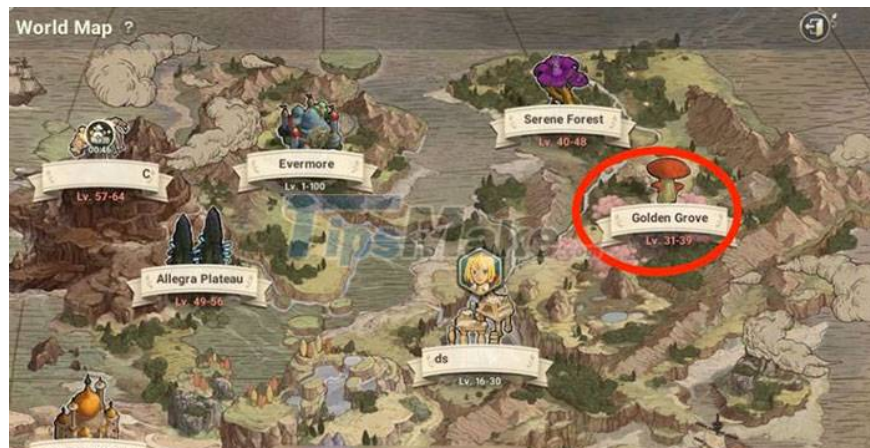 World Map ?
Serene Forest
Lv. 40-48
00:46
C
Lv. 57-64
Evermore
Lv. 1-100
Golden Grove
Lv. 31-39
TipsMake
Allegra Plateau
Lv. 49-56
ds
Lv. 16-30